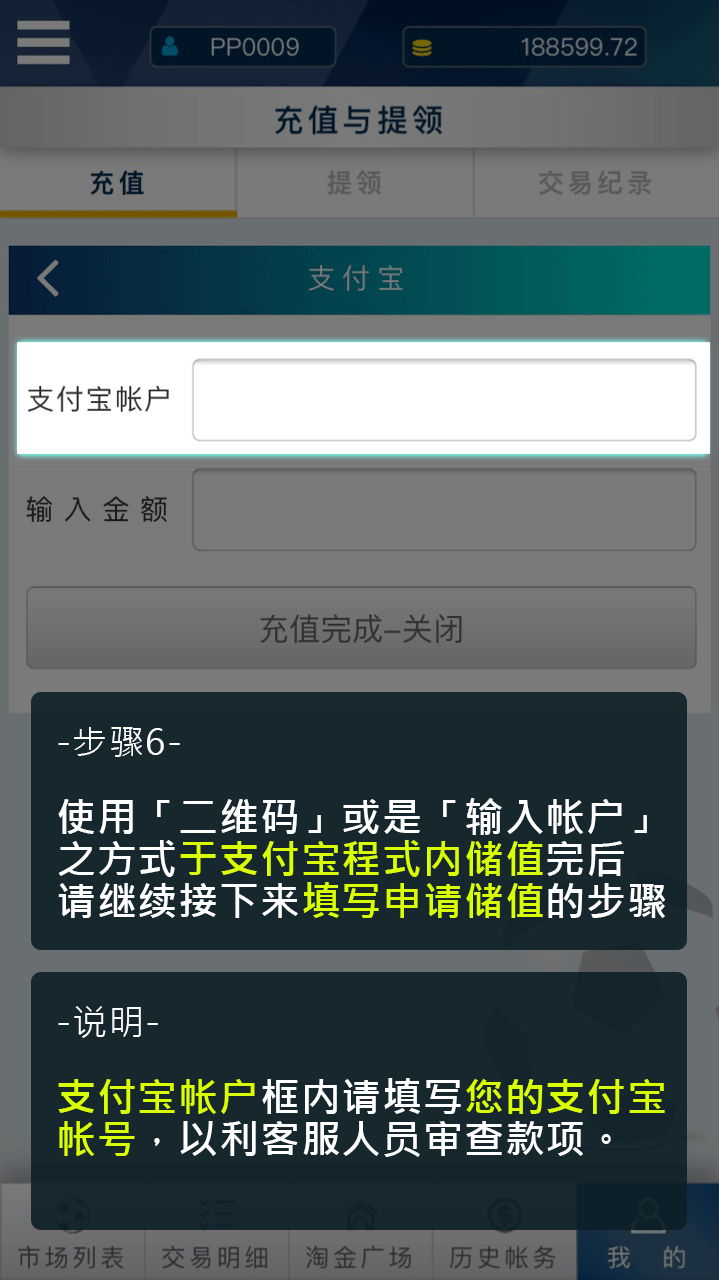 PP0009
188599.72
充值与提领
充值
提领
交易纪录
支付宝
支付宝帐户
输入金额
充值完成–关闭
-步骤6-
使用「二维码」或是「输入帐户」
之方式于支付宝程式内储值完后
请继续接下来填写申请储值的步骤
-说明-
支付宝帐户框内请填写您的支付宝
帐号，以利客服人员审查款项。
市场列表
交易明细
淘金广场
历史帐务
我的